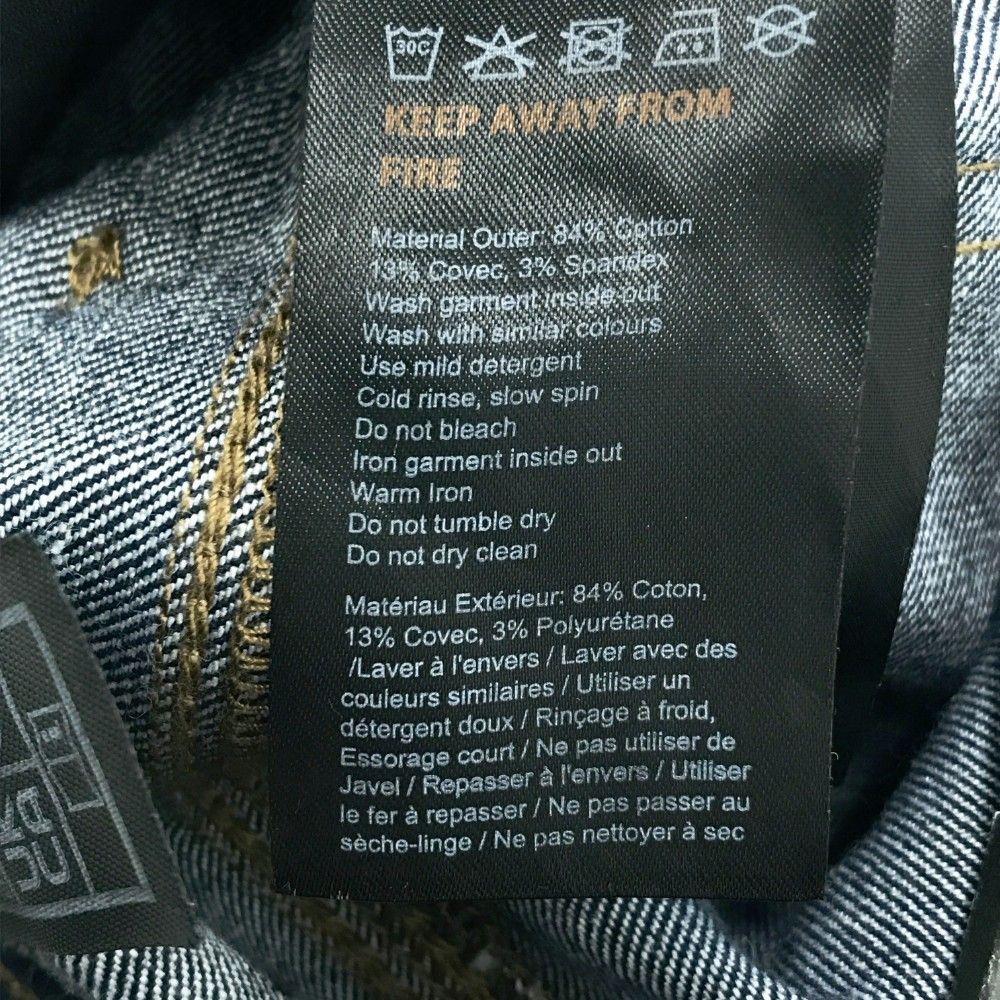 30C
KEEP AWAY FROM
FIRE
Material Outer: 84% Cotton
13% Covec, 3% Spandex
Wash garment inside out
Wash with similar colours
Use mild detergent
Cold rinse, slow spin
Do not bleach
Iron garment inside out
Warm Iron
Do not tumble dry
Do not dry clean
Matériau Extérieur: 84% Coton,
13% Covec, 3% Polyurétane
/Laver à l'envers / Laver avec des
couleurs similaires / Utiliser un
détergent doux / Rinçage à froid,
Essorage court / Ne pas utiliser de
Javel / Repasser à l'envers / Utiliser
le fer à repasser / Ne pas passer au
sèche-linge / Ne pas nettoyer à sec